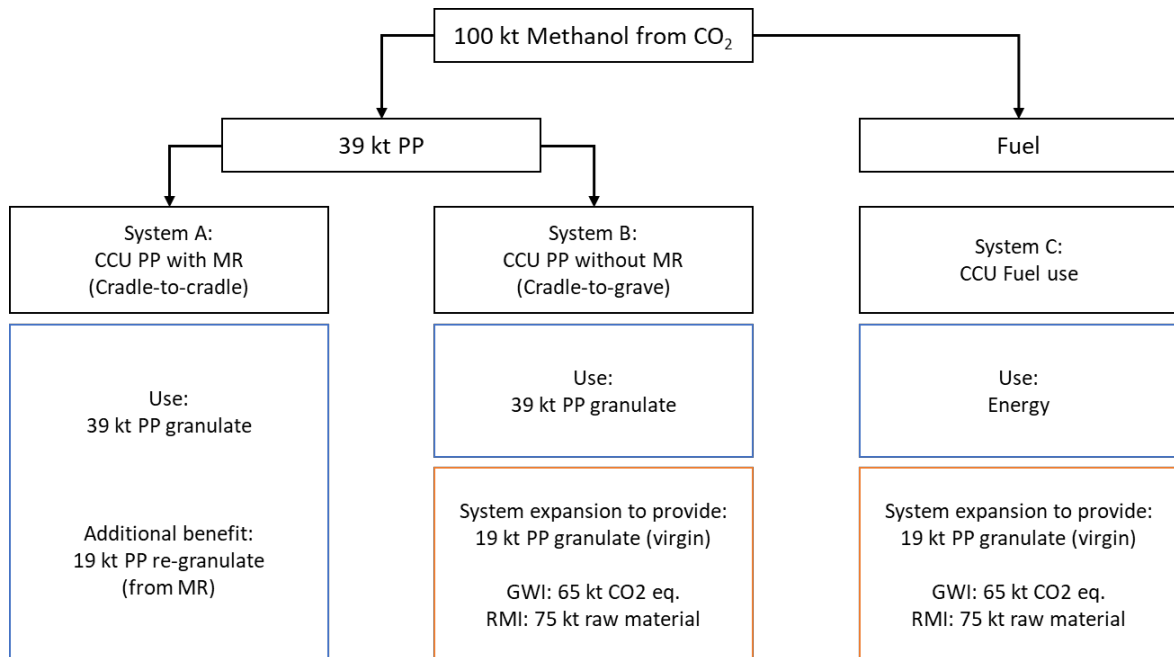 100 kt Methanol from CO₂
39 kt PP
Fuel
System A:
CCU PP with MR
(Cradle-to-cradle)
System B:
CCU PP without MR
(Cradle-to-grave)
System C:
CCU Fuel use
Use:
39 kt PP granulate
Additional benefit:
19 kt PP re-granulate
(from MR)
Use:
39 kt PP granulate
System expansion to provide:
19 kt PP granulate (virgin)
GWI: 65 kt CO2 eq.
RMI: 75 kt raw material
Use:
Energy
System expansion to provide:
19 kt PP granulate (virgin)
GWI: 65 kt CO2 eq.
RMI: 75 kt raw material